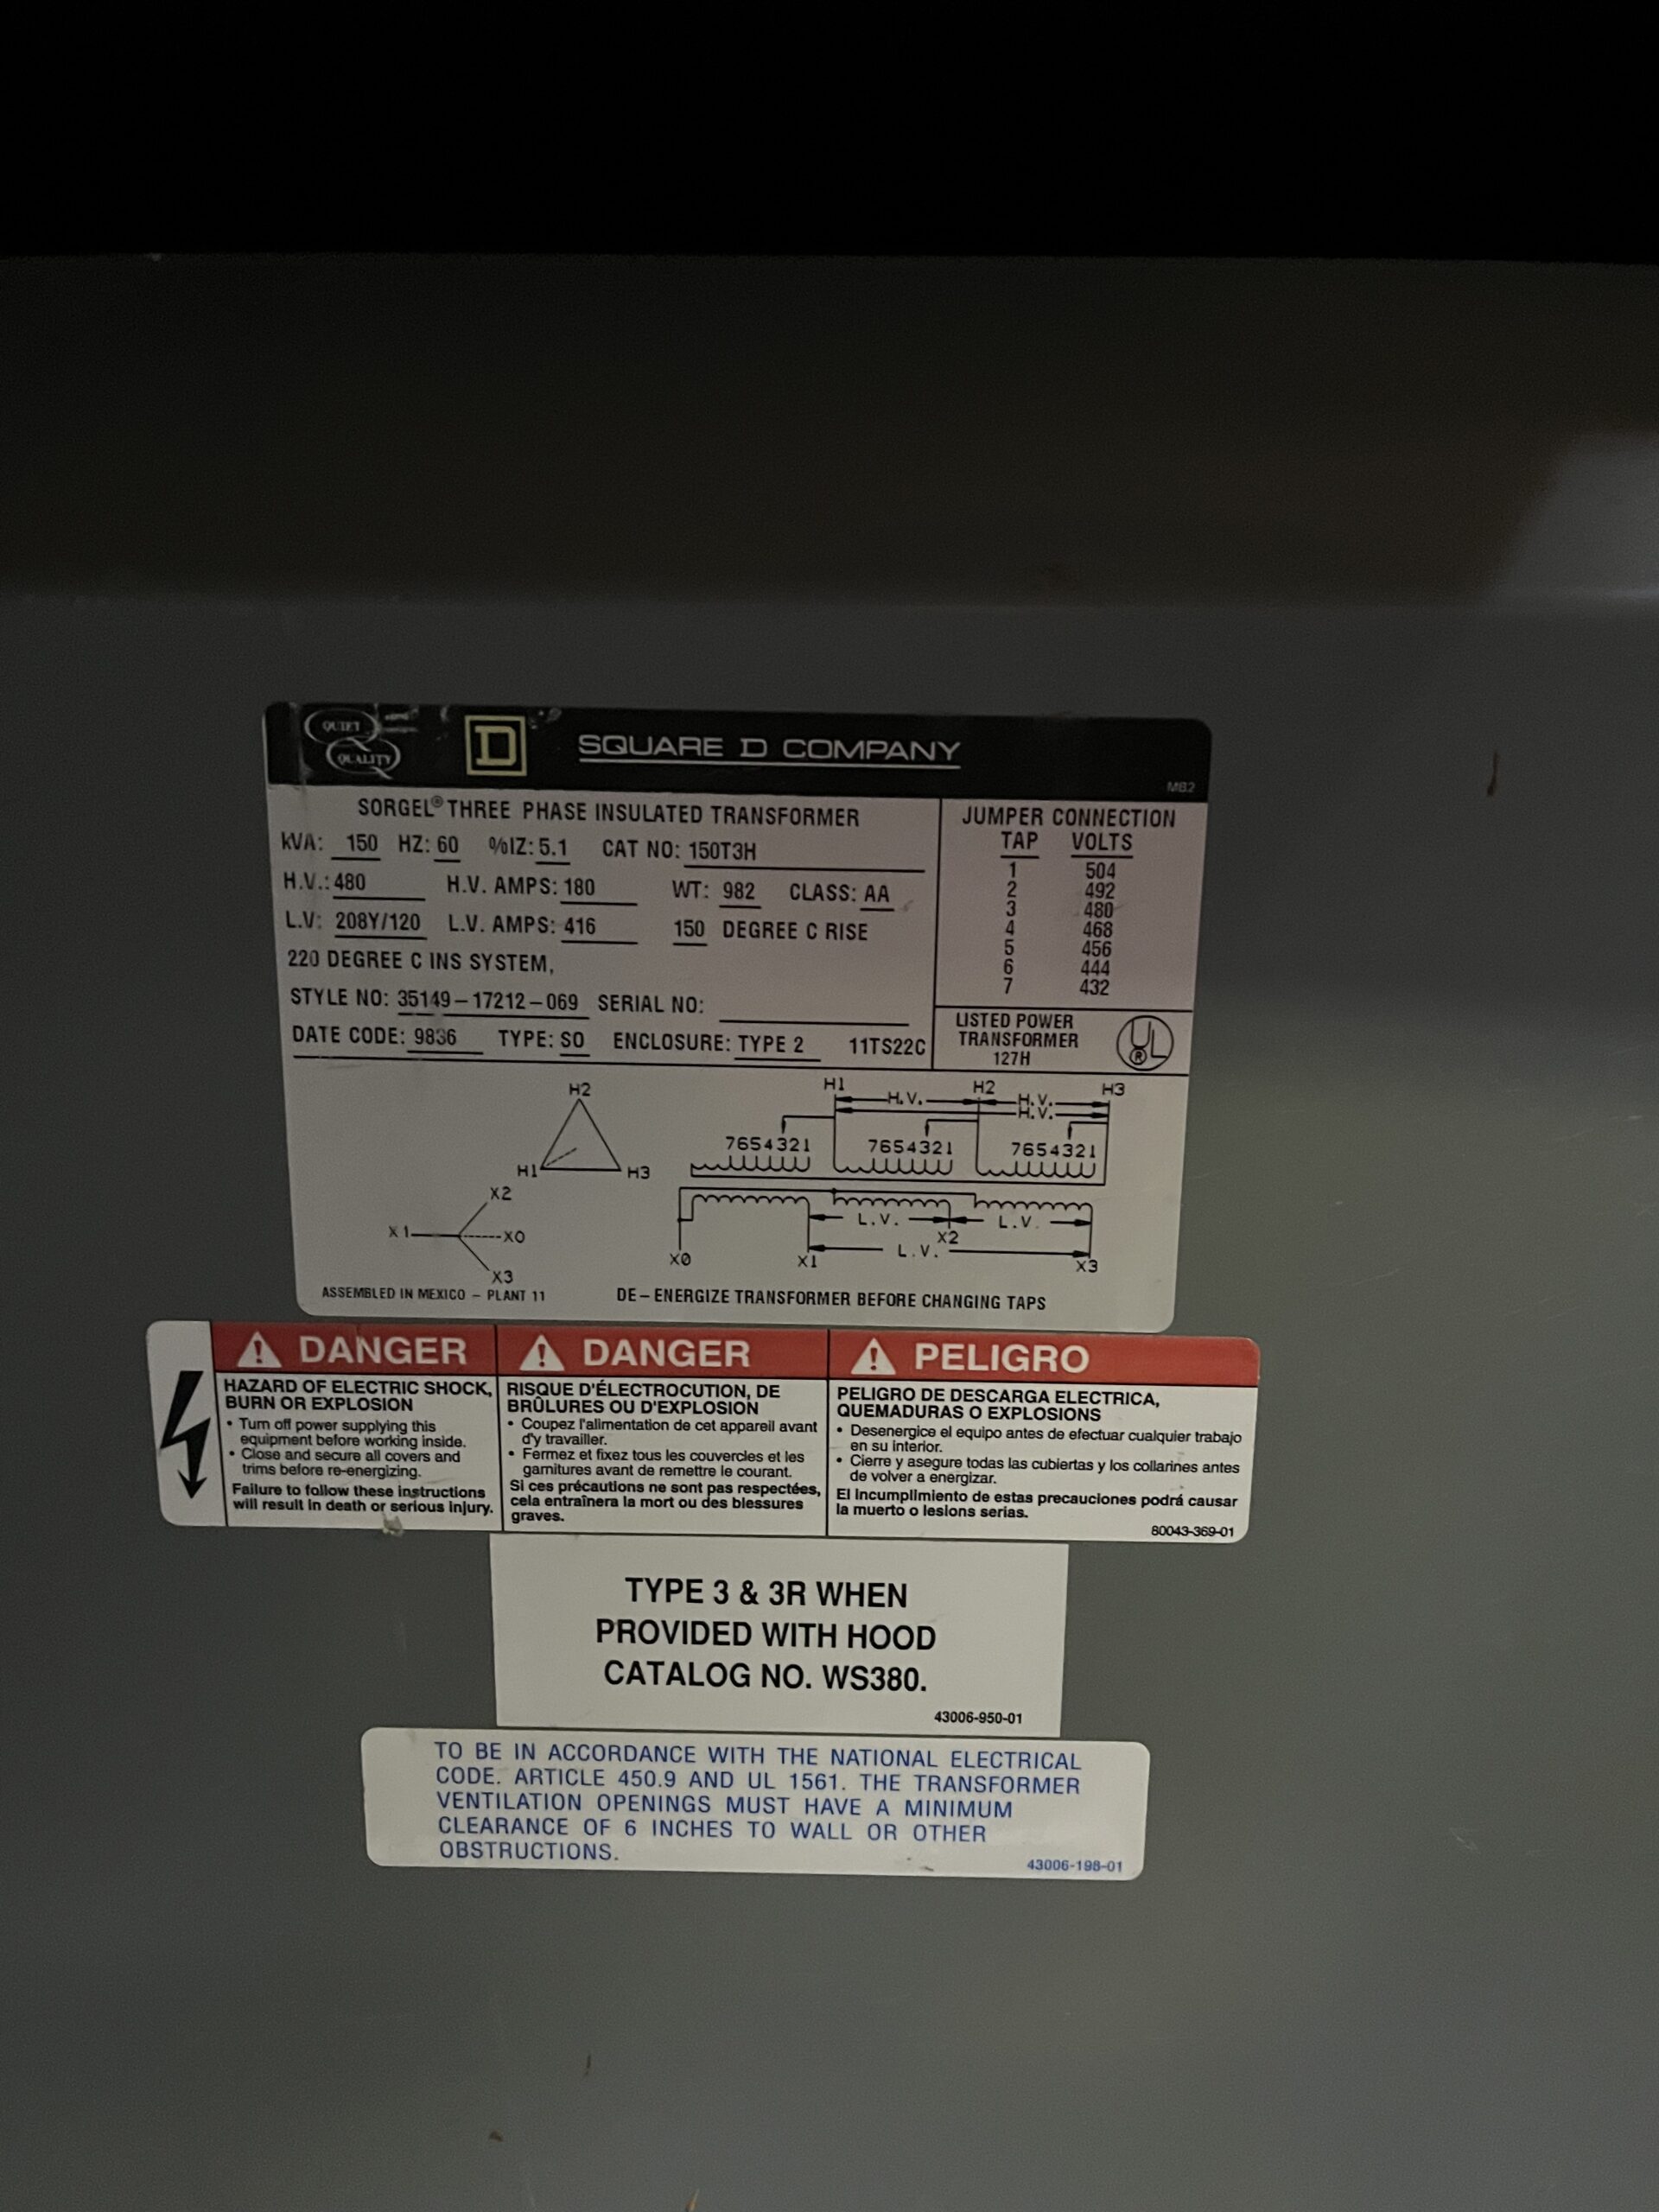 QUIET
QUALITY
D
SQUARE D COMPANY
MB2
SORGEL® THREE PHASE INSULATED TRANSFORMER
kVA: 150 HZ: 60 %IZ: 5.1 CAT NO: 150T3H
H.V.: 480 H.V. AMPS: 180 WT: 982 CLASS: AA
L.V: 208Y/120 L.V. AMPS: 416 150 DEGREE C RISE
220 DEGREE C INS SYSTEM,
STYLE NO: 35149-17212-069 SERIAL NO:
DATE CODE: 9836 TYPE: SO ENCLOSURE: TYPE 2 11TS22C
JUMPER CONNECTION
TAP VOLTS
1 504
2 492
3 480
4 468
5 456
6 444
7 432
LISTED POWER
TRANSFORMER
127H
UL®
H2
H1 H3
X2
X1 X0
X3
H1 H2 H3
H.V. H.V.
H.V.
7654321 7654321 7654321
L.V. L.V.
X2
L.V.
X0 X1 X3
ASSEMBLED IN MEXICO - PLANT 11
DE-ENERGIZE TRANSFORMER BEFORE CHANGING TAPS
DANGER
HAZARD OF ELECTRIC SHOCK,
BURN OR EXPLOSION
• Turn off power supplying this
equipment before working inside.
• Close and secure all covers and
trims before re-energizing.
Failure to follow these instructions
will result in death or serious injury.
DANGER
RISQUE D'ÉLECTROCUTION, DE
BRÛLURES OU D'EXPLOSION
• Coupez l'alimentation de cet appareil avant
d'y travailler.
• Fermez et fixez tous les couvercles et les
garnitures avant de remettre le courant.
Si ces précautions ne sont pas respectées,
cela entraînera la mort ou des blessures
graves.
PELIGRO
PELIGRO DE DESCARGA ELECTRICA,
QUEMADURAS O EXPLOSIONS
• Desenergice el equipo antes de efectuar cualquier trabajo
en su interior.
• Cierre y asegure todas las cubiertas y los collarines antes
de volver a energizar.
El Incumplimiento de estas precauciones podrá causar
la muerto o lesions serias.
80043-369-01
TYPE 3 & 3R WHEN
PROVIDED WITH HOOD
CATALOG NO. WS380.
43006-950-01
TO BE IN ACCORDANCE WITH THE NATIONAL ELECTRICAL
CODE. ARTICLE 450.9 AND UL 1561. THE TRANSFORMER
VENTILATION OPENINGS MUST HAVE A MINIMUM
CLEARANCE OF 6 INCHES TO WALL OR OTHER
OBSTRUCTIONS.
43006-198-01